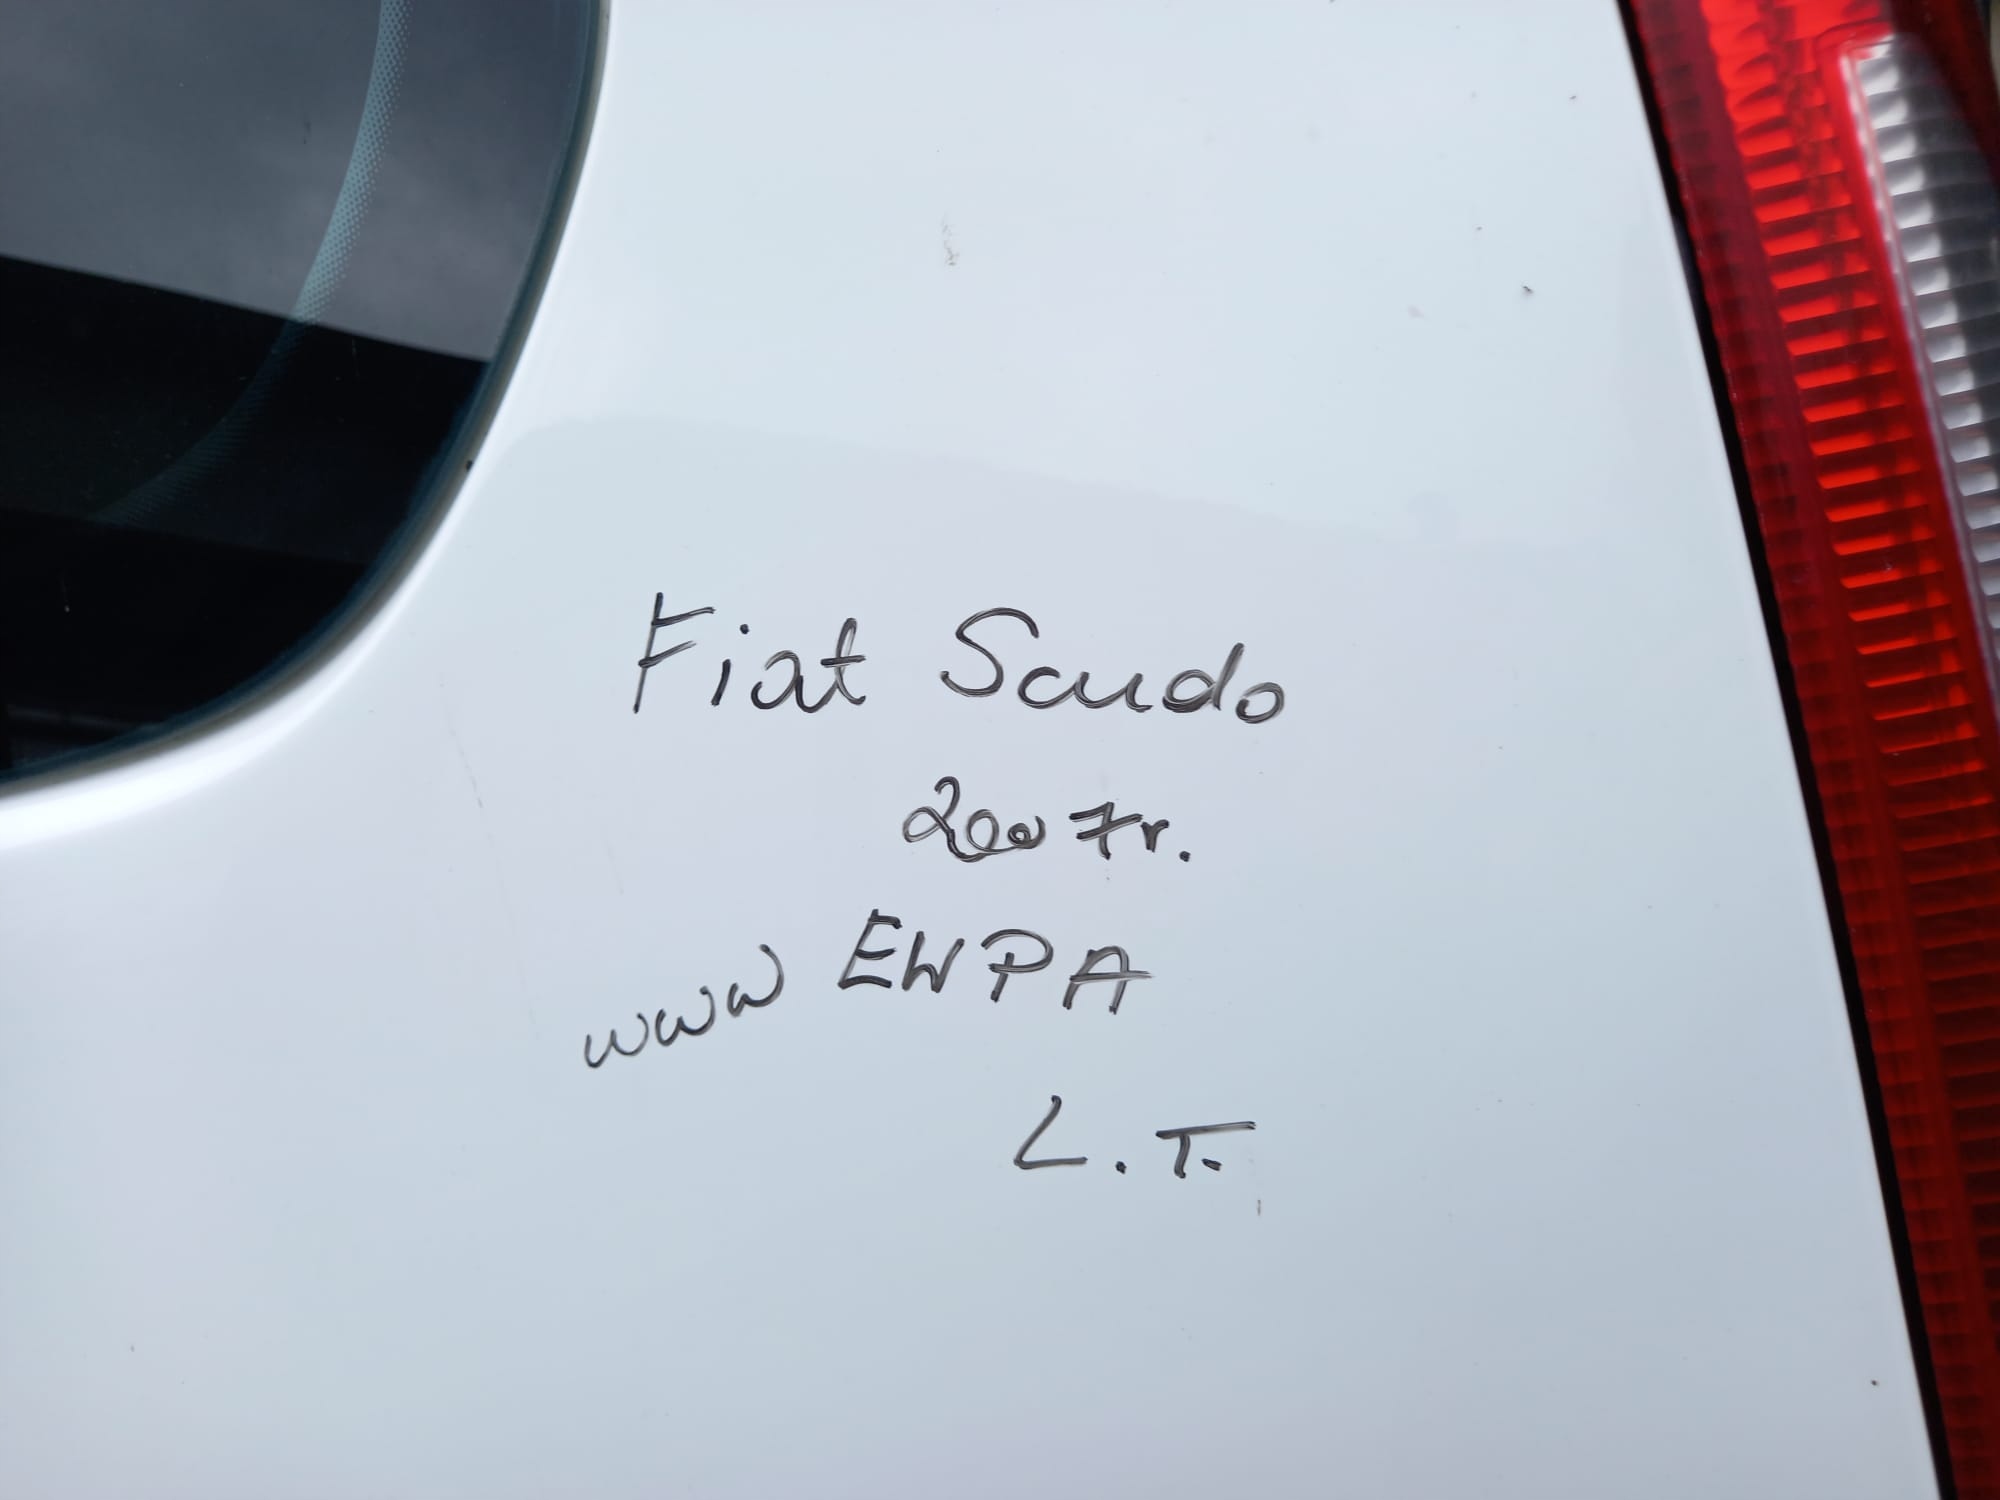 Fiat Scudo
2007r.
www EWPA
L.T.